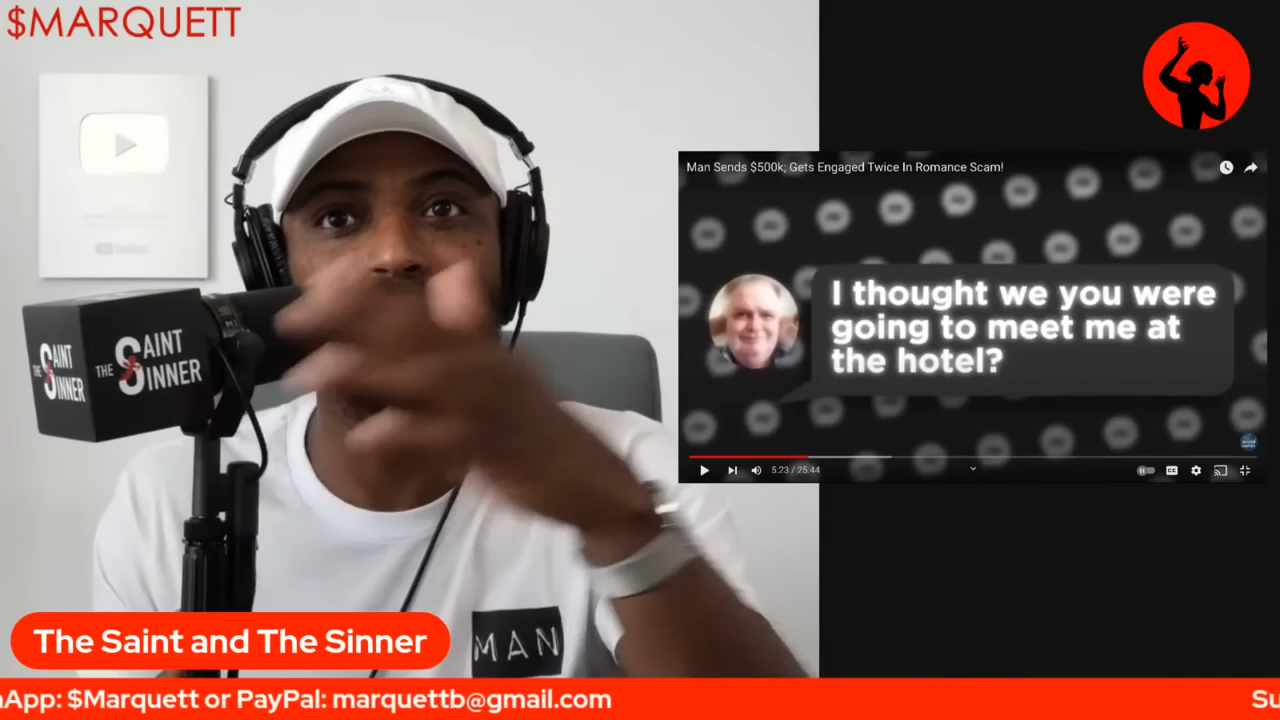 $MARQUETT
Man Sends $500k; Gets Engaged Twice In Romance Scam!
I thought we you were
going to meet me at
the hotel?
5:23 / 25:44
THE SAINT
SINNER
THE SAINT
SINNER
MAN
The Saint and The Sinner
App: $Marquett or PayPal: marquettb@gmail.com
Su